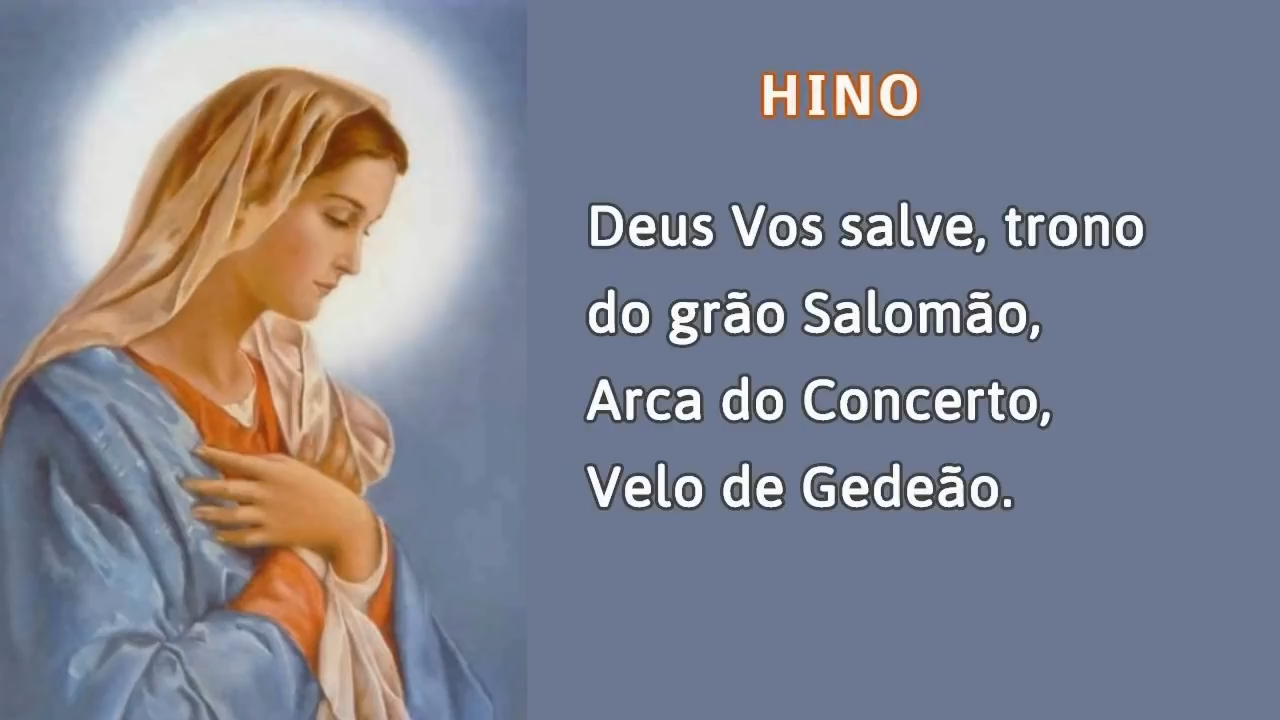 HINO
Deus Vos salve, trono
do grão Salomão,
Arca do Concerto,
Velo de Gedeão.